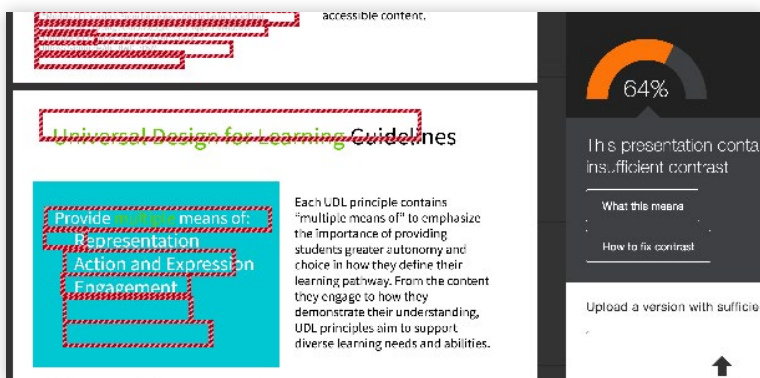 accessible content.
Universal Design for Learning Guidelines
Provide multiple means of:
Representation
Action and Expression
Engagement
Each UDL principle contains
"multiple means of" to emphasize
the importance of providing
students greater autonomy and
choice in how they define their
learning pathway. From the content
they engage to how they
demonstrate their understanding,
UDL principles aim to support
diverse learning needs and abilities.
64%
This presentation conta
insufficient contrast
What this means
How to fix contrast
Upload a version with sufficie